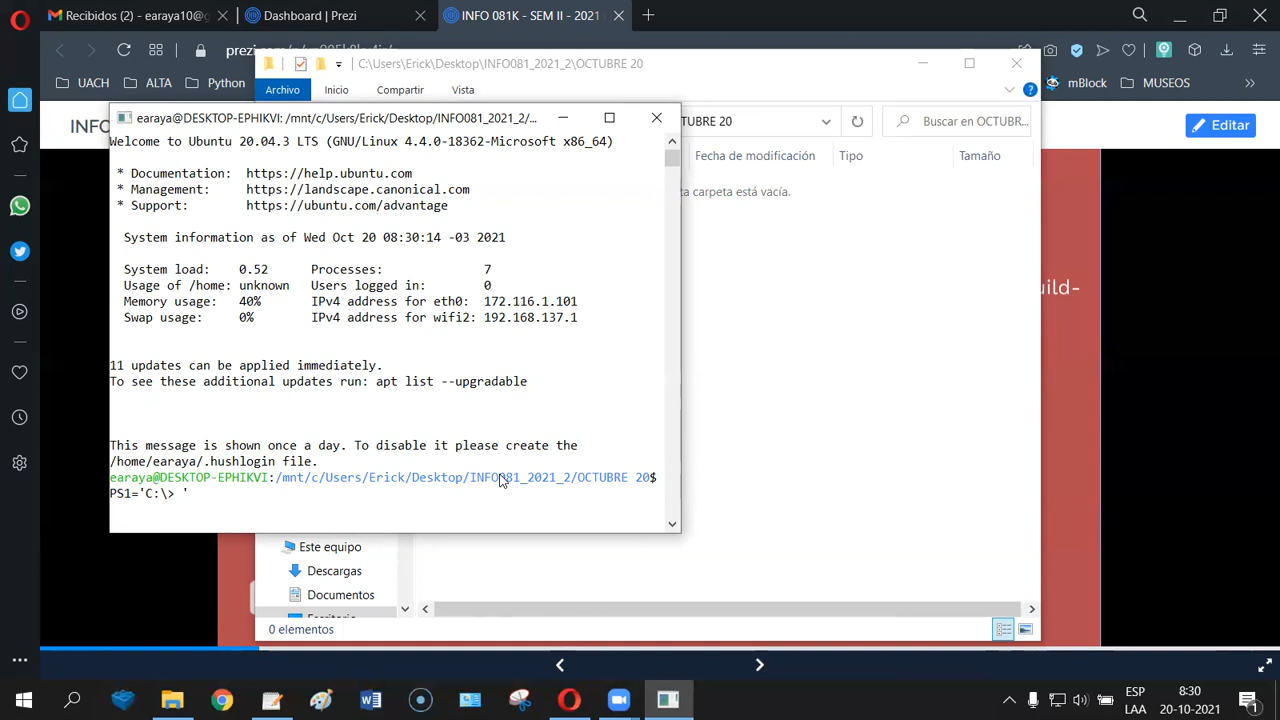 Recibidos (2) - earaya10@g
Dashboard | Prezi
INFO 081K - SEM II - 2021
UACH
ALTA
Python
mBlock
MUSEOS
INFO
Editar
C:\Users\Erick\Desktop\INFO081_2021_2\OCTUBRE 20
Archivo
Inicio
Compartir
Vista
TUBRE 20
Buscar en OCTUBR...
Fecha de modificación
Tipo
Tamaño
ta carpeta está vacía.
uild-
earaya@DESKTOP-EPHIKVI: /mnt/c/Users/Erick/Desktop/INFO081_2021_2/...
Welcome to Ubuntu 20.04.3 LTS (GNU/Linux 4.4.0-18362-Microsoft x86_64)
* Documentation: https://help.ubuntu.com
* Management: https://landscape.canonical.com
* Support: https://ubuntu.com/advantage
System information as of Wed Oct 20 08:30:14 -03 2021
System load: 0.52 Processes: 7
Usage of /home: unknown Users logged in: 0
Memory usage: 40% IPv4 address for eth0: 172.116.1.101
Swap usage: 0% IPv4 address for wifi2: 192.168.137.1
11 updates can be applied immediately.
To see these additional updates run: apt list --upgradable
This message is shown once a day. To disable it please create the
/home/earaya/.hushlogin file.
earaya@DESKTOP-EPHIKVI:/mnt/c/Users/Erick/Desktop/INFO081_2021_2/OCTUBRE 20$
PS1='C:\> '
Este equipo
Descargas
Documentos
Escritorio
0 elementos
ESP
LAA
8:30
20-10-2021
1